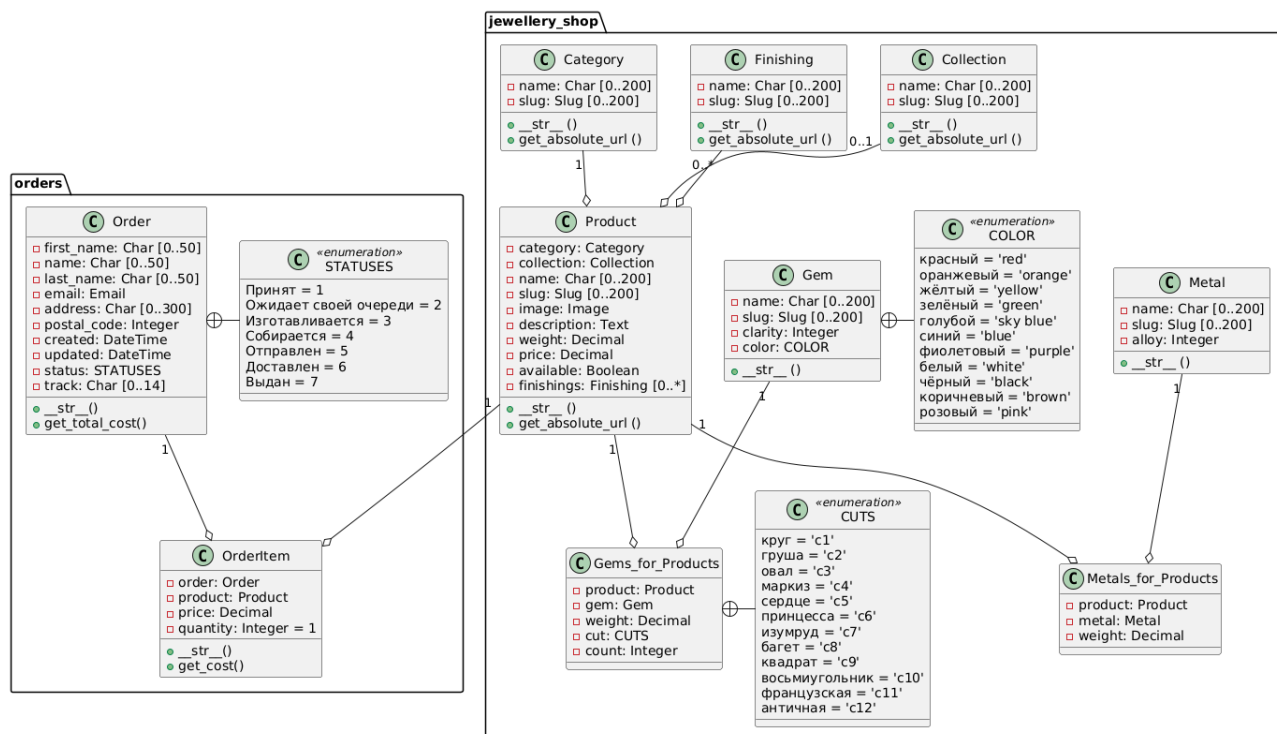 jewellery_shop
C Category
name: Char [0..200]
slug: Slug [0..200]
__str__ ()
get_absolute_url ()
C Finishing
name: Char [0..200]
slug: Slug [0..200]
__str__ ()
get_absolute_url ()
C Collection
name: Char [0..200]
slug: Slug [0..200]
__str__ ()
get_absolute_url ()
1
0..*
0..1
orders
C Order
first_name: Char [0..50]
name: Char [0..50]
last_name: Char [0..50]
email: Email
address: Char [0..300]
postal_code: Integer
created: DateTime
updated: DateTime
status: STATUSES
track: Char [0..14]
__str__()
get_total_cost()
C «enumeration»
STATUSES
Принят = 1
Ожидает своей очереди = 2
Изготавливается = 3
Собирается = 4
Отправлен = 5
Доставлен = 6
Выдан = 7
C Product
category: Category
collection: Collection
name: Char [0..200]
slug: Slug [0..200]
image: Image
description: Text
weight: Decimal
price: Decimal
available: Boolean
finishings: Finishing [0..*]
__str__ ()
get_absolute_url ()
C Gem
name: Char [0..200]
slug: Slug [0..200]
clarity: Integer
color: COLOR
__str__ ()
C «enumeration»
COLOR
красный = 'red'
оранжевый = 'orange'
жёлтый = 'yellow'
зелёный = 'green'
голубой = 'sky blue'
синий = 'blue'
фиолетовый = 'purple'
белый = 'white'
чёрный = 'black'
коричневый = 'brown'
розовый = 'pink'
C Metal
name: Char [0..200]
slug: Slug [0..200]
alloy: Integer
__str__ ()
1
1
1
1
1
1
C OrderItem
order: Order
product: Product
price: Decimal
quantity: Integer = 1
__str__()
get_cost()
C Gems_for_Products
product: Product
gem: Gem
weight: Decimal
cut: CUTS
count: Integer
C «enumeration»
CUTS
круг = 'c1'
груша = 'c2'
овал = 'c3'
маркиз = 'c4'
сердце = 'c5'
принцесса = 'c6'
изумруд = 'c7'
багет = 'c8'
квадрат = 'c9'
восьмиугольник = 'c10'
французская = 'c11'
античная = 'c12'
C Metals_for_Products
product: Product
metal: Metal
weight: Decimal